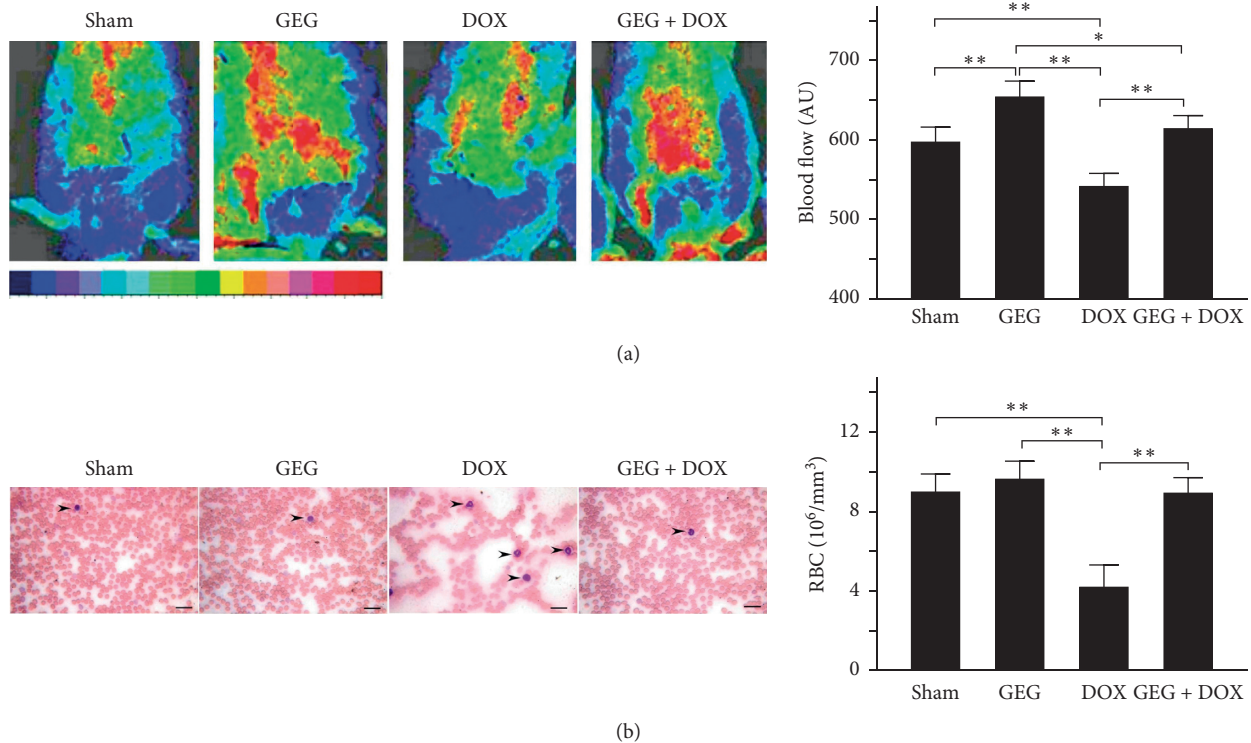 Sham GEG DOX GEG + DOX
Blood flow (AU)
700
600
500
400
** 
*
** **
**
Sham GEG DOX GEG + DOX
(a)
Sham GEG DOX GEG + DOX
RBC (10⁶/mm³)
12
8
4
0
**
**
**
Sham GEG DOX GEG + DOX
(b)